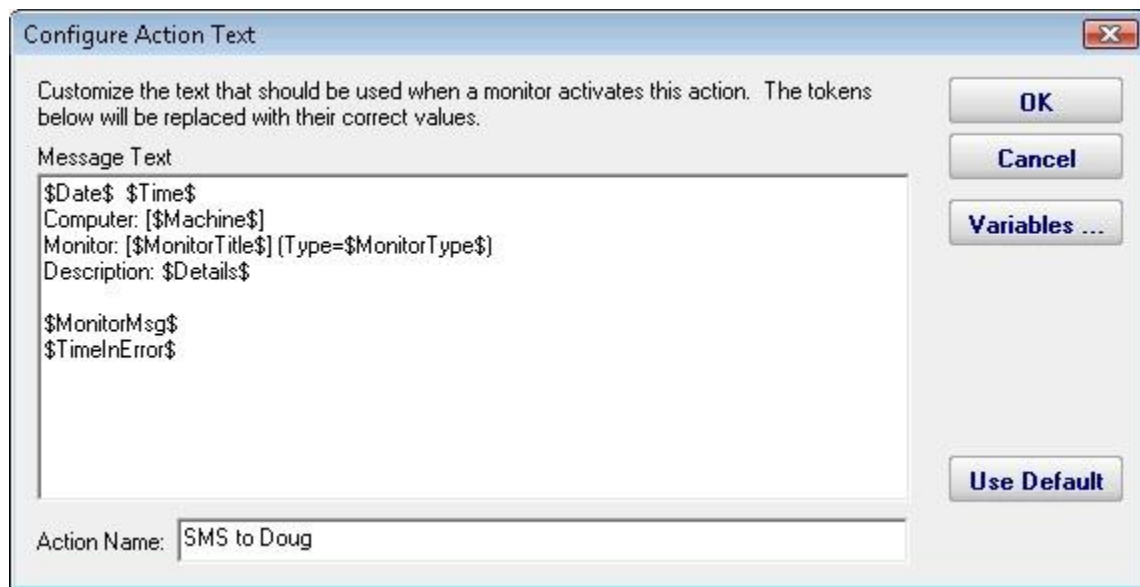 Configure Action Text
Customize the text that should be used when a monitor activates this action.  The tokens
below will be replaced with their correct values.
OK
Cancel
Message Text
$Date$  $Time$
Computer: [$Machine$]
Monitor: [$MonitorTitle$] (Type=$MonitorType$)
Description: $Details$
$MonitorMsg$
$TimeInError$
Variables ...
Use Default
Action Name: SMS to Doug